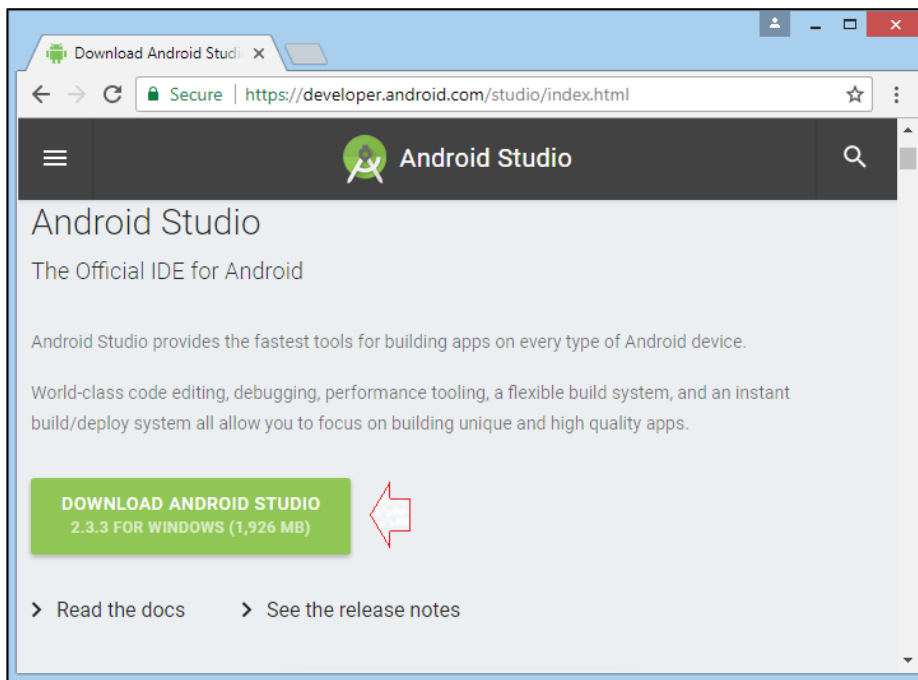 Download Android Studi
Secure
https://developer.android.com/studio/index.html
Android Studio
Android Studio
The Official IDE for Android
Android Studio provides the fastest tools for building apps on every type of Android device.
World-class code editing, debugging, performance tooling, a flexible build system, and an instant
build/deploy system all allow you to focus on building unique and high quality apps.
DOWNLOAD ANDROID STUDIO
2.3.3 FOR WINDOWS (1,926 MB)
Read the docs
See the release notes